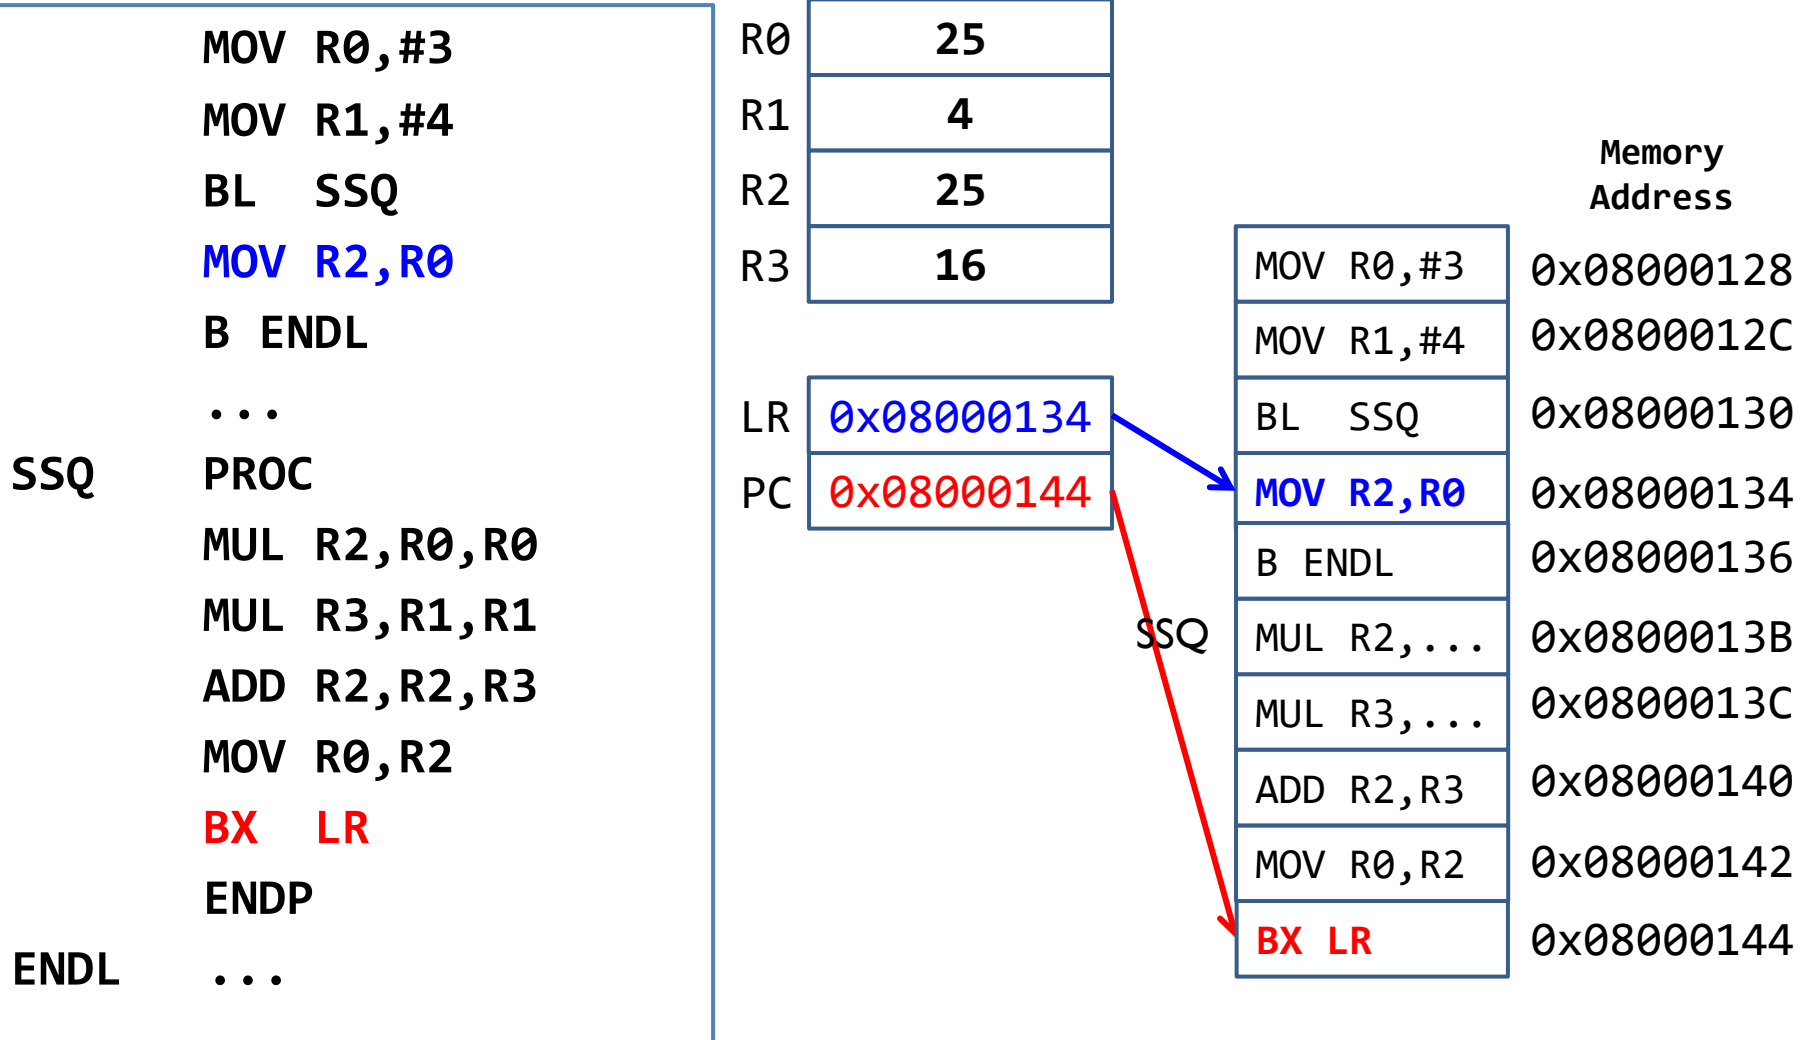 MOV R0,#3
MOV R1,#4
BL SSQ
MOV R2,R0
B ENDL
...
SSQ PROC
MUL R2,R0,R0
MUL R3,R1,R1
ADD R2,R2,R3
MOV R0,R2
BX LR
ENDP
ENDL ...
R0 25
R1 4
R2 25
R3 16
LR 0x08000134
PC 0x08000144
Memory
Address
MOV R0,#3 0x08000128
MOV R1,#4 0x0800012C
BL SSQ 0x08000130
MOV R2,R0 0x08000134
B ENDL 0x08000136
SSQ MUL R2,... 0x0800013B
MUL R3,... 0x0800013C
ADD R2,R3 0x08000140
MOV R0,R2 0x08000142
BX LR 0x08000144